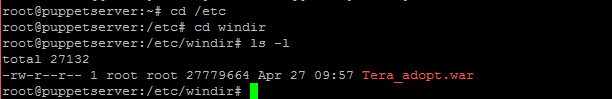 root@puppetserver:~# cd /etc
root@puppetserver:/etc# cd windir
root@puppetserver:/etc/windir# ls -l
total 27132
-rw-r--r-- 1 root root 27779664 Apr 27 09:57 Tera_adopt.war
root@puppetserver:/etc/windir#